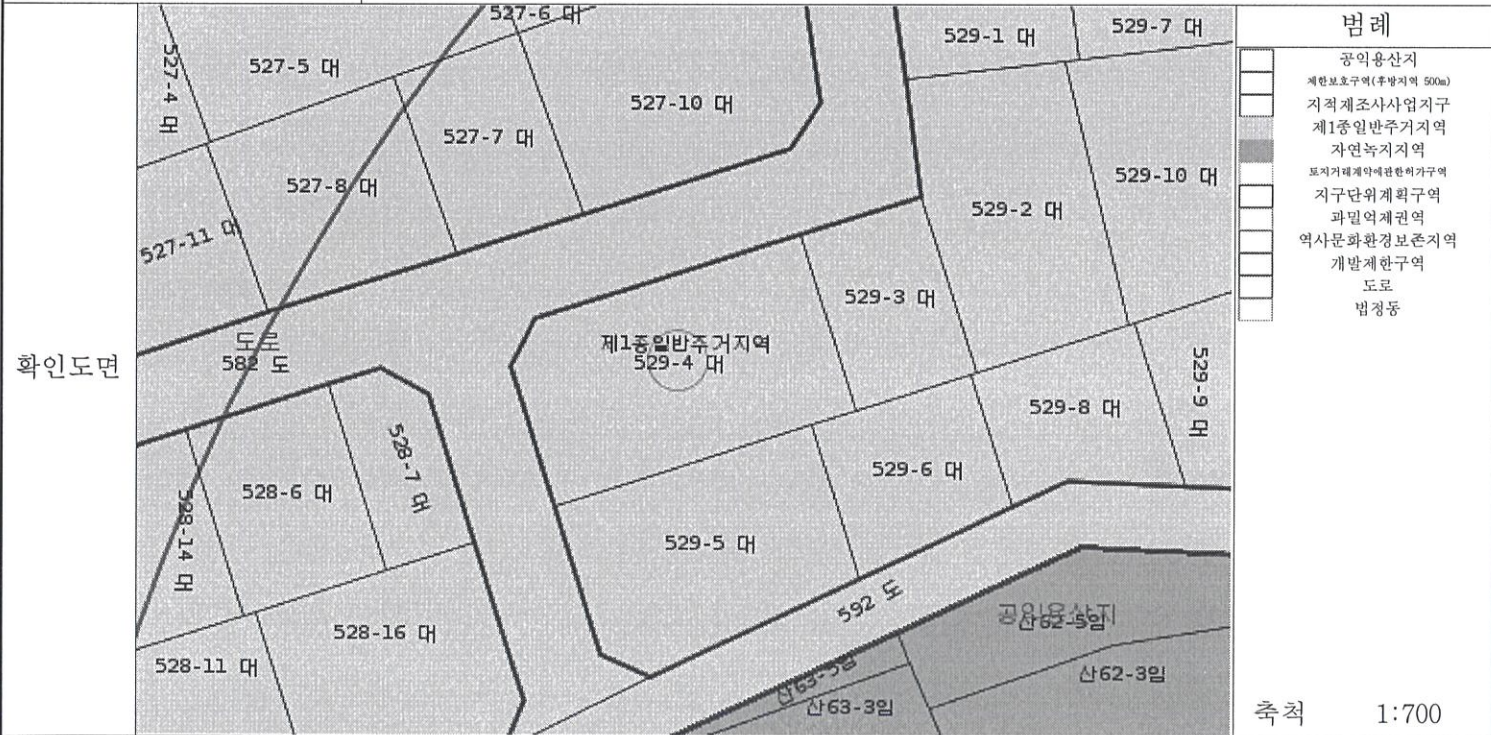 확인도면
527-6 대
527-4 대
527-5 대
527-10 대
529-1 대
529-7 대
527-7 대
527-8 대
529-10 대
529-2 대
527-11 대
529-3 대
도로
582 도
제1종일반주거지역
529-4 대
529-9 대
529-8 대
528-7 대
529-6 대
528-6 대
528-14 대
529-5 대
592 도
공익용산지
산62-5임
528-16 대
528-11 대
산63-5임
산62-3임
산63-3임
범례
공익용산지
제한보호구역(후방지역 500m)
지적재조사사업지구
제1종일반주거지역
자연녹지지역
토지거래계약에관한허가구역
지구단위계획구역
과밀억제권역
역사문화환경보존지역
개발제한구역
도로
법정동
축척 1:700